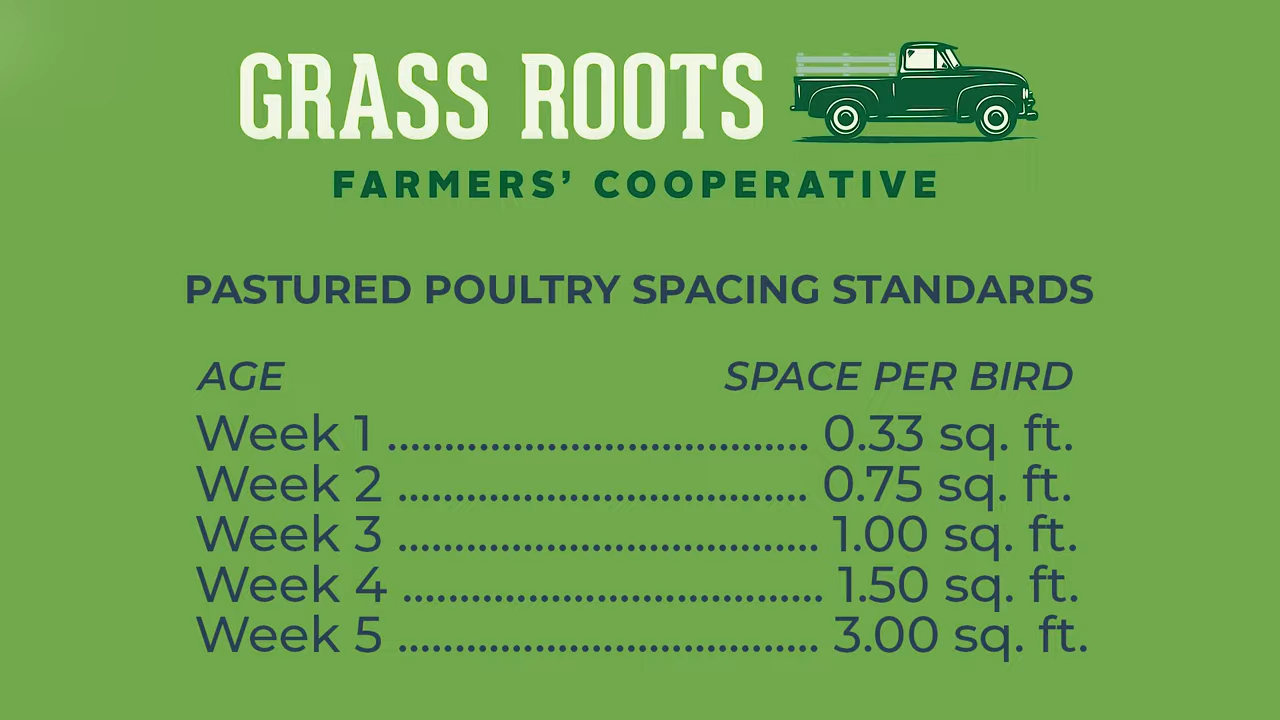 GRASS ROOTS
FARMERS’ COOPERATIVE
PASTURED POULTRY SPACING STANDARDS
AGE SPACE PER BIRD
Week 1 ........................................ 0.33 sq. ft.
Week 2 ....................................... 0.75 sq. ft.
Week 3 ........................................ 1.00 sq. ft.
Week 4 ........................................ 1.50 sq. ft.
Week 5 ........................................ 3.00 sq. ft.